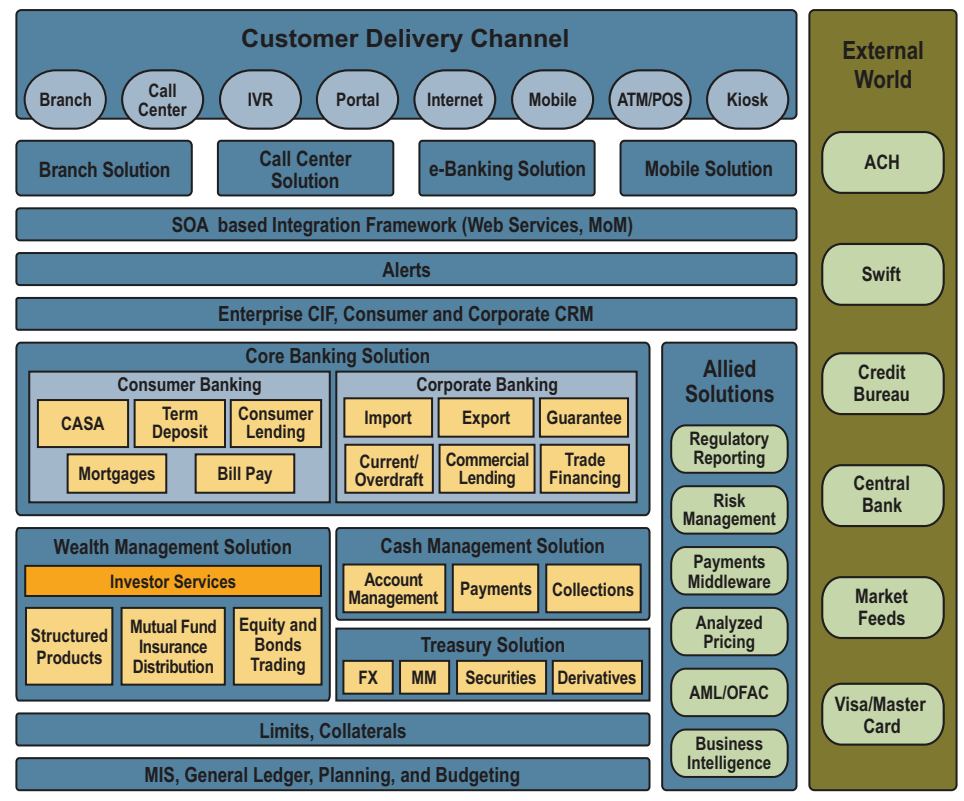 Customer Delivery Channel
Branch
Call
Center
IVR
Portal
Internet
Mobile
ATM/POS
Kiosk
Branch Solution
Call Center
Solution
e-Banking Solution
Mobile Solution
SOA based Integration Framework (Web Services, MoM)
Alerts
Enterprise CIF, Consumer and Corporate CRM
Core Banking Solution
Consumer Banking
CASA
Term
Deposit
Consumer
Lending
Mortgages
Bill Pay
Corporate Banking
Import
Export
Guarantee
Current/
Overdraft
Commercial
Lending
Trade
Financing
Wealth Management Solution
Investor Services
Structured
Products
Mutual Fund
Insurance
Distribution
Equity and
Bonds
Trading
Cash Management Solution
Account
Management
Payments
Collections
Treasury Solution
FX
MM
Securities
Derivatives
Limits, Collaterals
MIS, General Ledger, Planning, and Budgeting
Allied
Solutions
Regulatory
Reporting
Risk
Management
Payments
Middleware
Analyzed
Pricing
AML/OFAC
Business
Intelligence
External
World
ACH
Swift
Credit
Bureau
Central
Bank
Market
Feeds
Visa/Master
Card